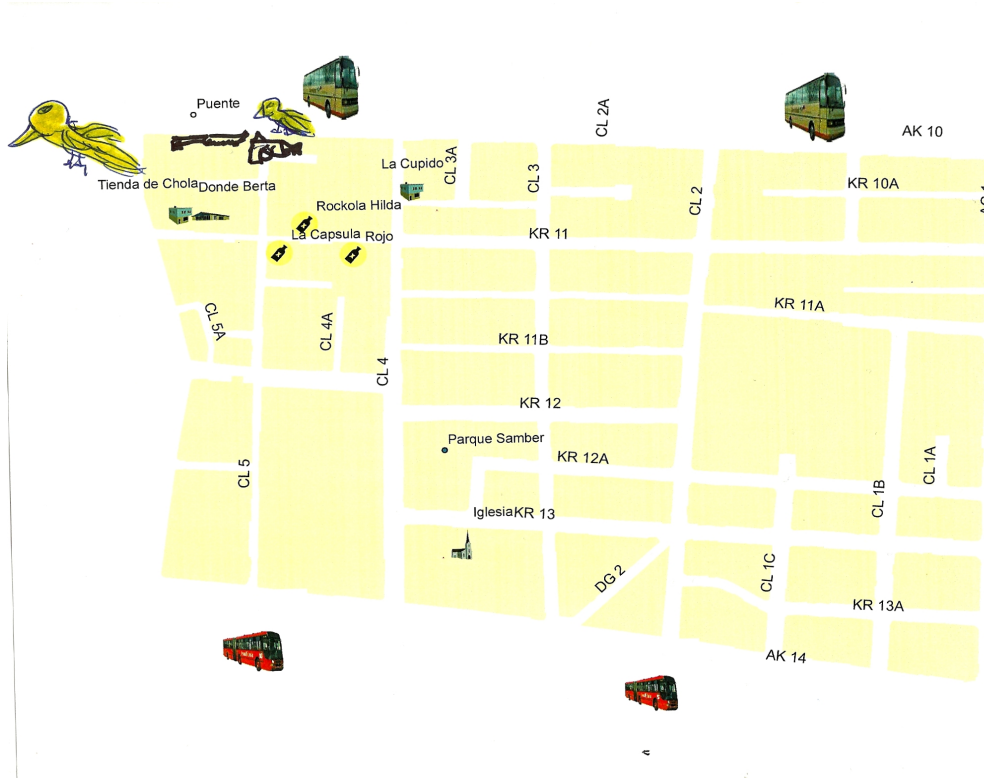 Puente
CL 2A
AK 10
La Cupido
CL 3A
CL 3
Tienda de Chola
Donde Berta
KR 10A
CL 2
Rockola Hilda
La Capsula
Rojo
KR 11
CL 5A
CL 4A
KR 11A
KR 11B
CL 4
KR 12
Parque Samber
KR 12A
CL 5
CL 1A
CL 1B
Iglesia
KR 13
CL 1C
DG 2
KR 13A
AK 14